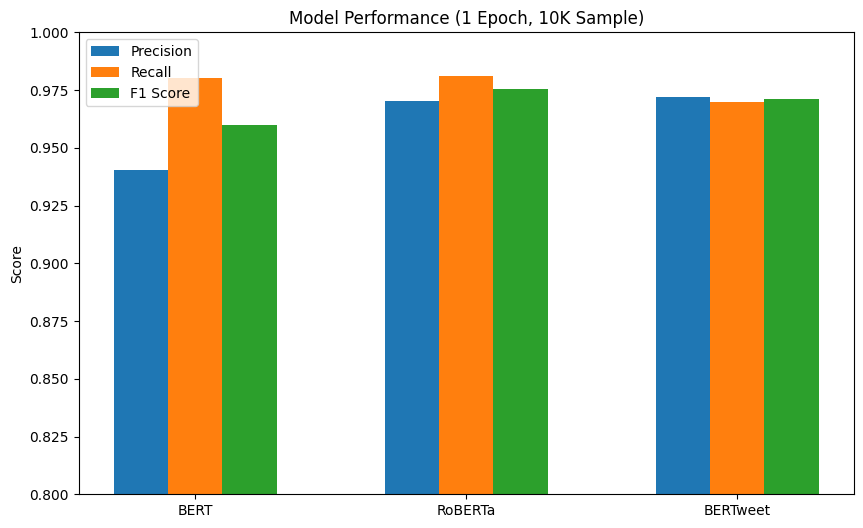 Model Performance (1 Epoch, 10K Sample)
Precision
Recall
F1 Score
Score
1.000
0.975
0.950
0.925
0.900
0.875
0.850
0.825
0.800
BERT
RoBERTa
BERTweet